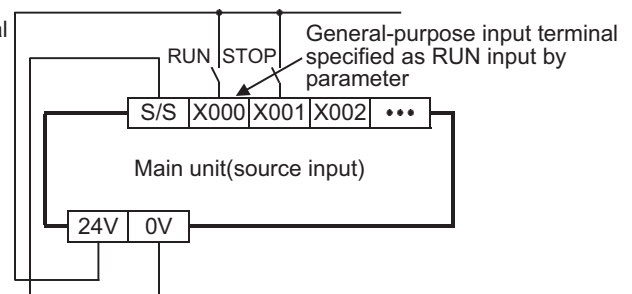 al
General-purpose input terminal
RUN STOP specified as RUN input by
parameter
S/S X000 X001 X002 •••
Main unit(source input)
24V 0V